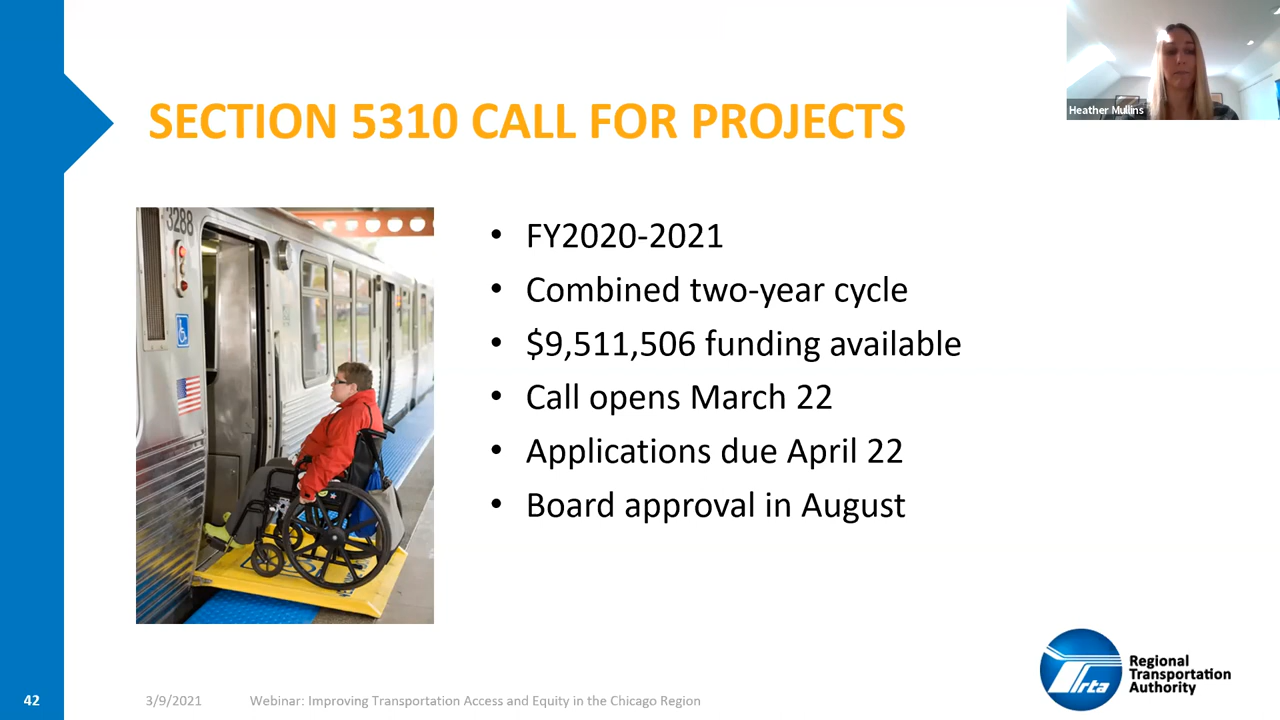 Heather Mullins
SECTION 5310 CALL FOR PROJECTS
3288
• FY2020-2021
• Combined two-year cycle
• $9,511,506 funding available
• Call opens March 22
• Applications due April 22
• Board approval in August
rta
Regional
Transportation
Authority
42
3/9/2021
Webinar: Improving Transportation Access and Equity in the Chicago Region